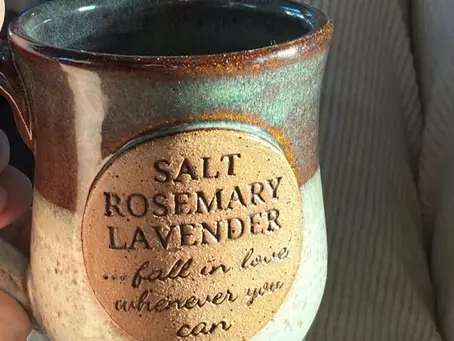 SALT
ROSEMARY
LAVENDER
... fall in love
whenever you
can